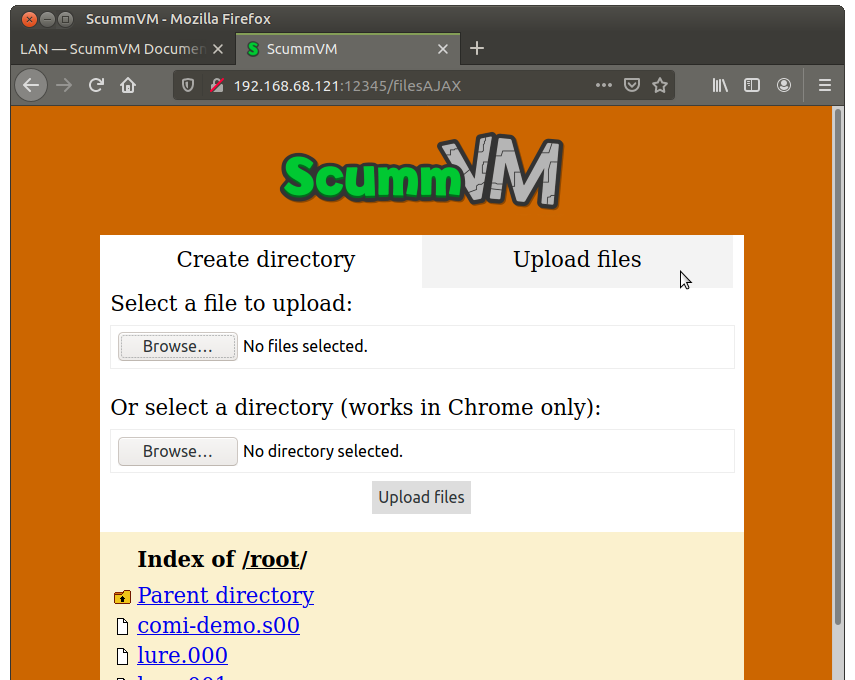 ScummVM - Mozilla Firefox
LAN — ScummVM Documen
ScummVM
192.168.68.121:12345/filesAJAX
ScummVM
Create directory
Upload files
Select a file to upload:
Browse... No files selected.
Or select a directory (works in Chrome only):
Browse... No directory selected.
Upload files
Index of /root/
Parent directory
comi-demo.s00
lure.000